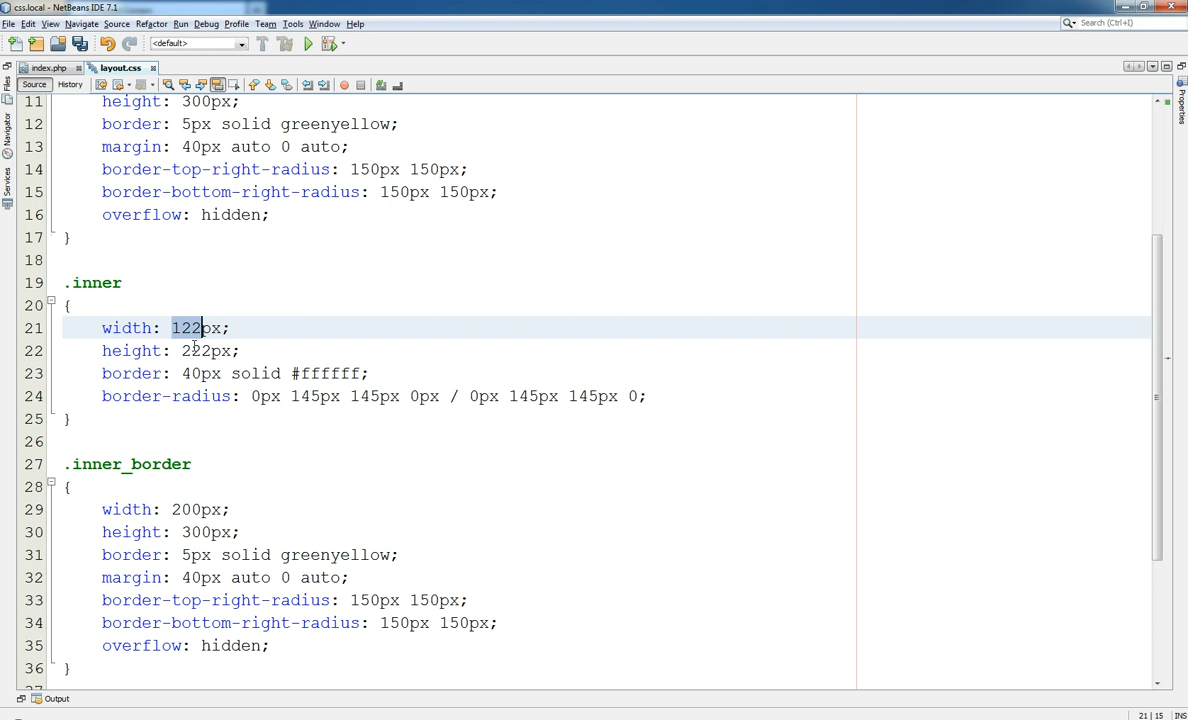 css.local - NetBeans IDE 7.1
File Edit View Navigate Source Refactor Run Debug Profile Team Tools Window Help
Search (Ctrl+I)
<default>
index.php
layout.css
Source History
Files
Navigator
Services
Properties
11 height: 300px;
12 border: 5px solid greenyellow;
13 margin: 40px auto 0 auto;
14 border-top-right-radius: 150px 150px;
15 border-bottom-right-radius: 150px 150px;
16 overflow: hidden;
17 }
18
19 .inner
20 {
21 width: 122px;
22 height: 222px;
23 border: 40px solid #ffffff;
24 border-radius: 0px 145px 145px 0px / 0px 145px 145px 0;
25 }
26
27 .inner_border
28 {
29 width: 200px;
30 height: 300px;
31 border: 5px solid greenyellow;
32 margin: 40px auto 0 auto;
33 border-top-right-radius: 150px 150px;
34 border-bottom-right-radius: 150px 150px;
35 overflow: hidden;
36 }
Output
21 | 15 INS